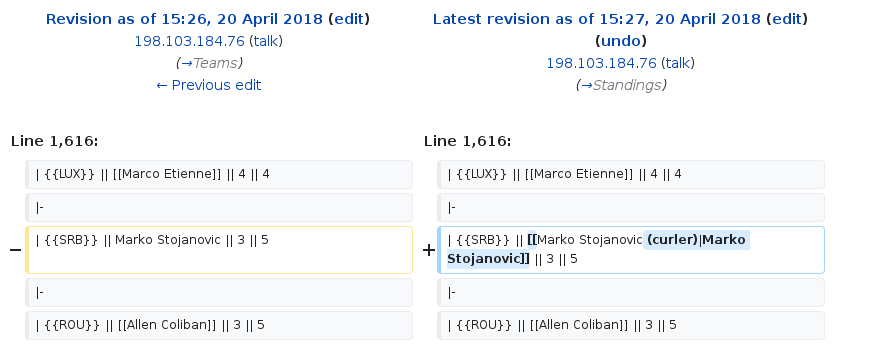 Revision as of 15:26, 20 April 2018 (edit)
198.103.184.76 (talk)
(→Teams)
← Previous edit
Latest revision as of 15:27, 20 April 2018 (edit)
(undo)
198.103.184.76 (talk)
(→Standings)
Line 1,616:
Line 1,616:
| {{LUX}} || [[Marco Etienne]] || 4 || 4
| {{LUX}} || [[Marco Etienne]] || 4 || 4
|-
|-
− | {{SRB}} || Marko Stojanovic || 3 || 5
+ | {{SRB}} || [[Marko Stojanovic (curler)|Marko
Stojanovic]] || 3 || 5
|-
|-
| {{ROU}} || [[Allen Coliban]] || 3 || 5
| {{ROU}} || [[Allen Coliban]] || 3 || 5